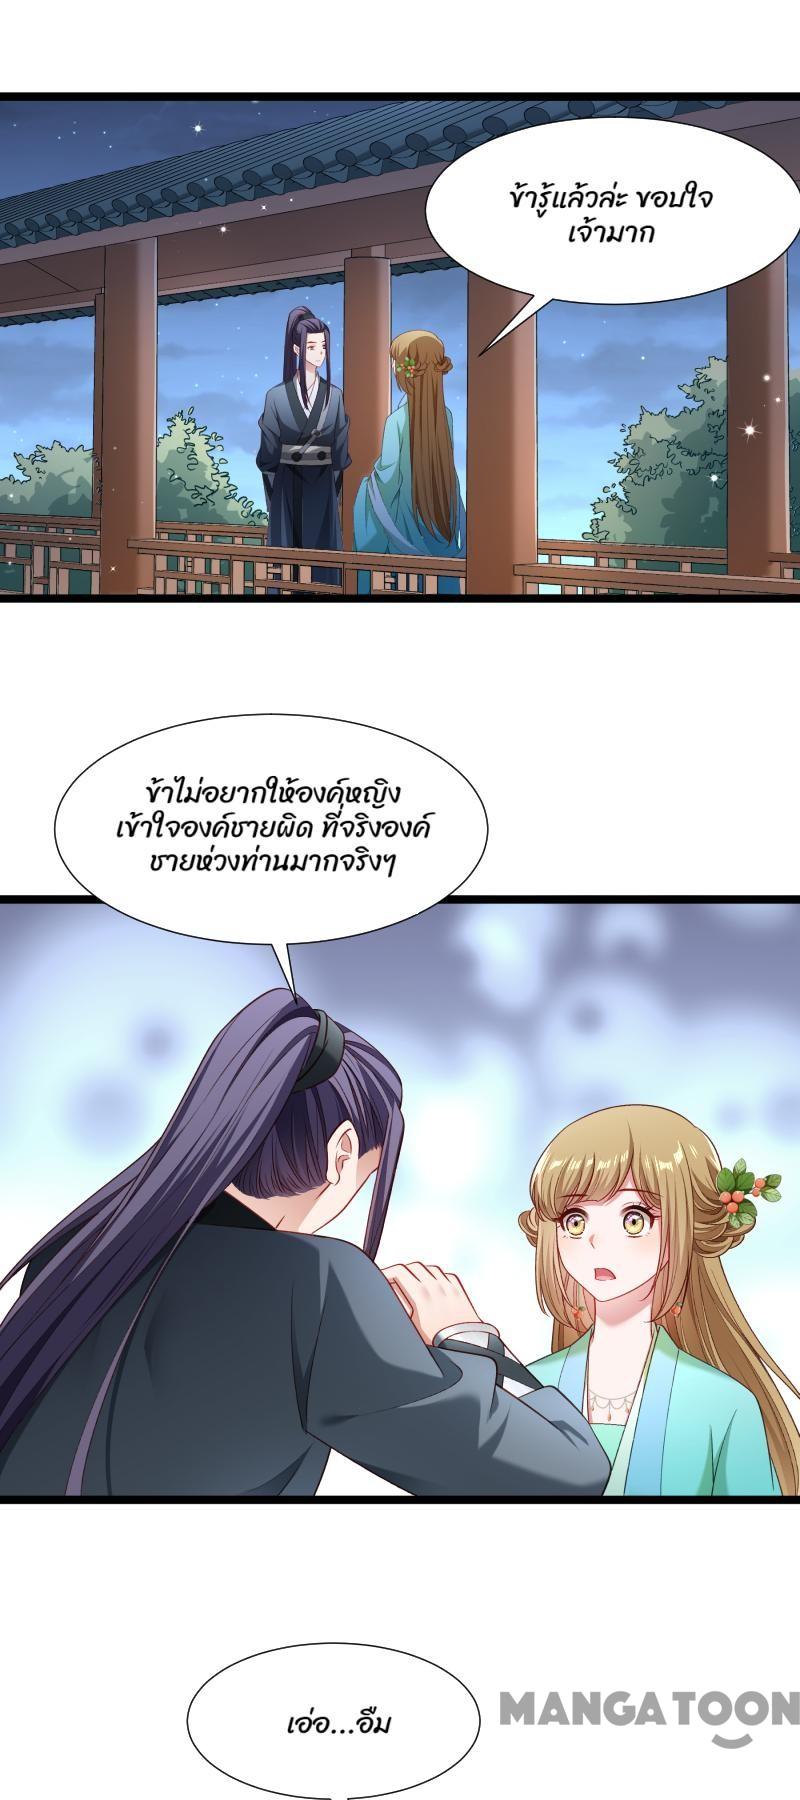 ข้ารู้แล้วล่ะ ขอบใจ
เจ้ามาก
ข้าไม่อยากให้องค์หญิง
เข้าใจองค์ชายผิด ที่จริงองค์
ชายห่วงท่านมากจริงๆ
เอ่อ...อืม
MANGATOON